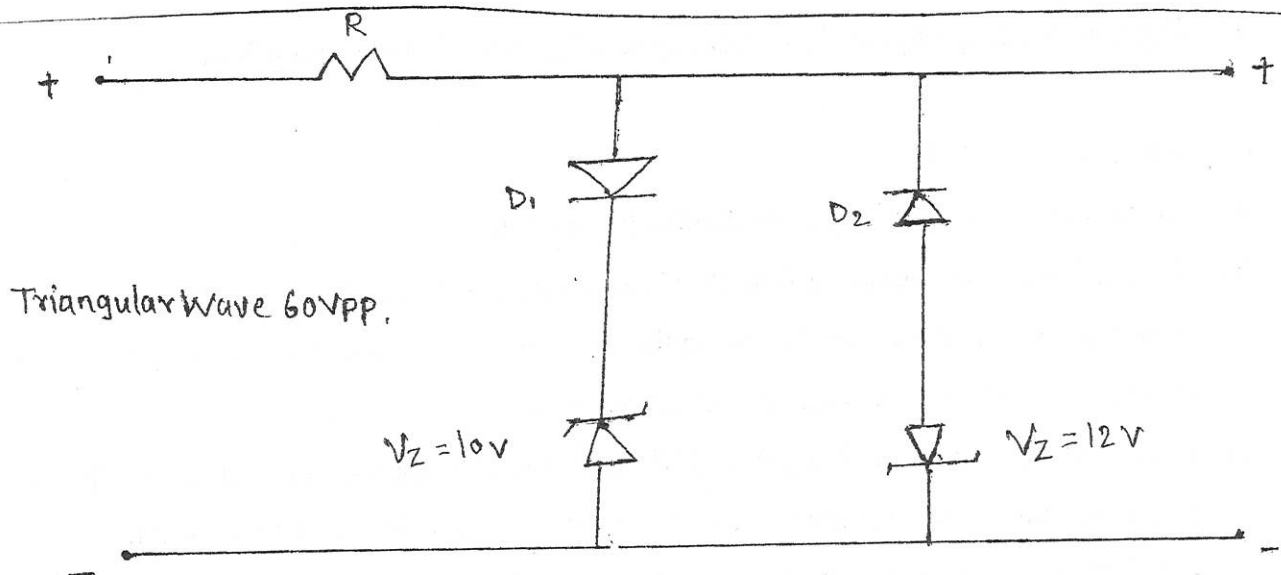 R
+ +
D1
D2
Triangular Wave 60VPP.
VZ = 10V
VZ = 12V
- -